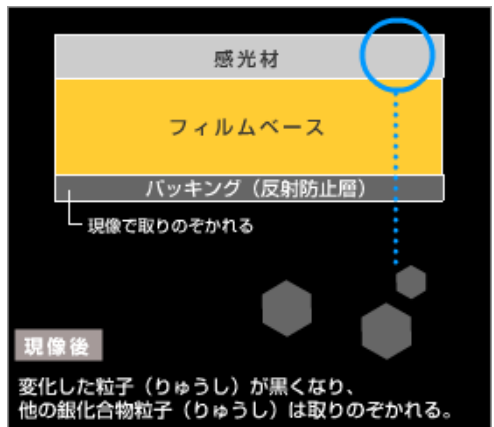 感光材
フィルムベース
バッキング（反射防止層）
現像で取りのぞかれる
現像後
変化した粒子（りゅうし）が黒くなり、
他の銀化合物粒子（りゅうし）は取りのぞかれる。